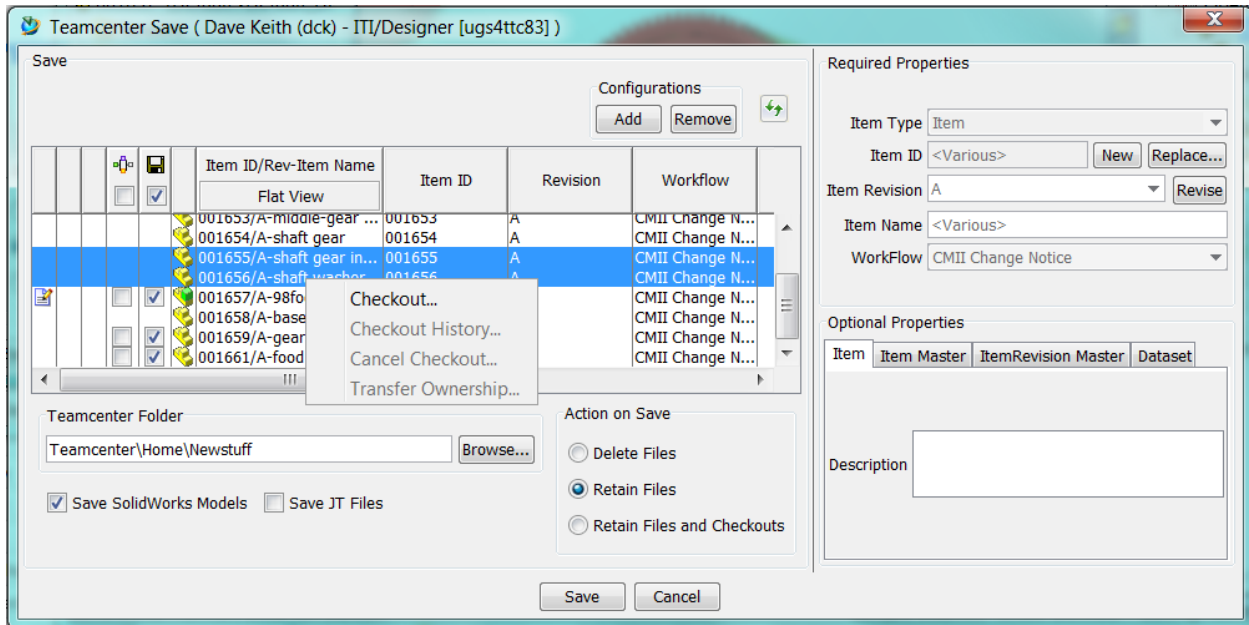 Teamcenter Save ( Dave Keith (dck) - ITI/Designer [ugs4ttc83] )
Save
Configurations
Add Remove
Item ID/Rev-Item Name Item ID Revision Workflow
Flat View
001653/A-middle-gear ... 001653 A CMII Change N...
001654/A-shaft gear 001654 A CMII Change N...
001655/A-shaft gear in... 001655 A CMII Change N...
001656/A-shaft washer 001656 A CMII Change N...
001657/A-98fo CMII Change N...
001658/A-base CMII Change N...
001659/A-gear CMII Change N...
001661/A-food CMII Change N...
Checkout...
Checkout History...
Cancel Checkout...
Transfer Ownership...
Teamcenter Folder
Teamcenter\Home\Newstuff Browse...
Save SolidWorks Models Save JT Files
Action on Save
Delete Files
Retain Files
Retain Files and Checkouts
Required Properties
Item Type Item
Item ID <Various> New Replace...
Item Revision A Revise
Item Name <Various>
WorkFlow CMII Change Notice
Optional Properties
Item Item Master ItemRevision Master Dataset
Description
Save Cancel